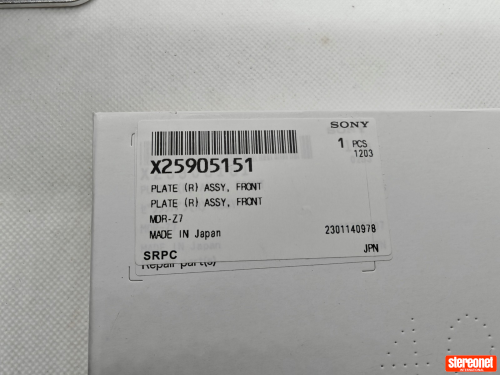 SONY
1 PCS
1203
X25905151
PLATE (R) ASSY, FRONT
PLATE (R) ASSY, FRONT
MDR-Z7
MADE IN Japan
2301140978
SRPC
JPN
Repair part(s)
stereonet